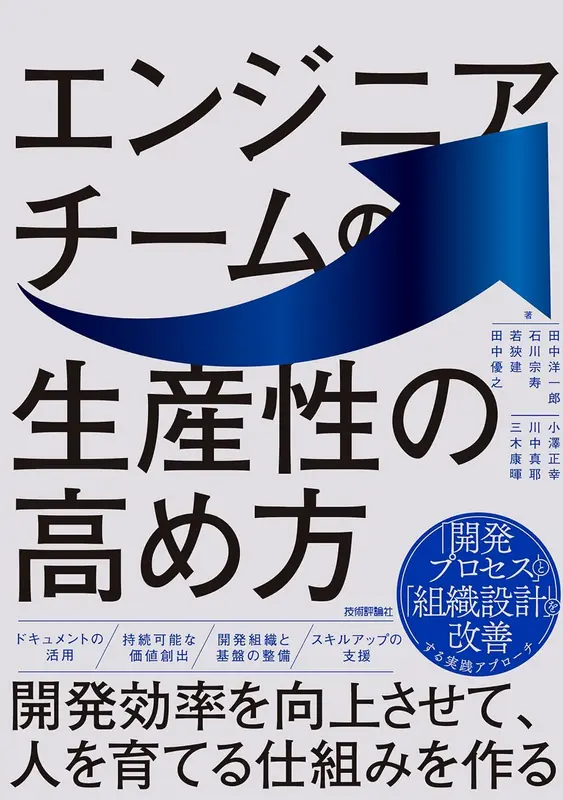 エンジニア
チームの
生産性の
高め方
著
田中洋一郎
石川宗寿
若狭建
田中優之
小澤正幸
川中真耶
三木康暉
「開発
プロセス」と
「組織設計」を
改善
する実践アプローチ
技術評論社
ドキュメントの
活用
持続可能な
価値創出
開発組織と
基盤の整備
スキルアップの
支援
開発効率を向上させて、
人を育てる仕組みを作る